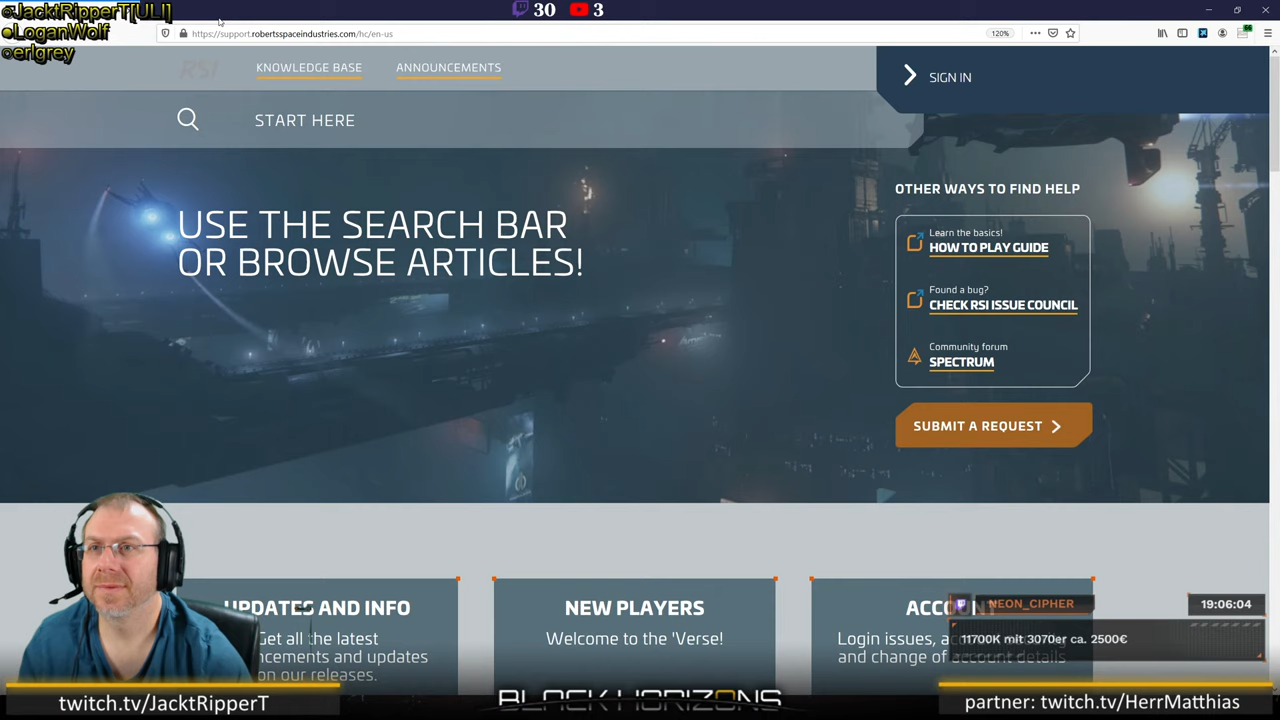 ●JacktRipperT[ULI]
●LoganWolf
○erlgrey
30
3
https://support.robertsspaceindustries.com/hc/en-us
120%
RSI
KNOWLEDGE BASE
ANNOUNCEMENTS
SIGN IN
START HERE
USE THE SEARCH BAR
OR BROWSE ARTICLES!
OTHER WAYS TO FIND HELP
Learn the basics!
HOW TO PLAY GUIDE
Found a bug?
CHECK RSI ISSUE COUNCIL
Community forum
SPECTRUM
SUBMIT A REQUEST
UPDATES AND INFO
Get all the latest
and updates
on our releases.
NEW PLAYERS
Welcome to the 'Verse!
Login issues,
and change of account details
NEON_CIPHER
19:06:04
11700K mit 3070er ca. 2500€
BLACK HORIZONS
twitch.tv/JacktRipperT
partner: twitch.tv/HerrMatthias